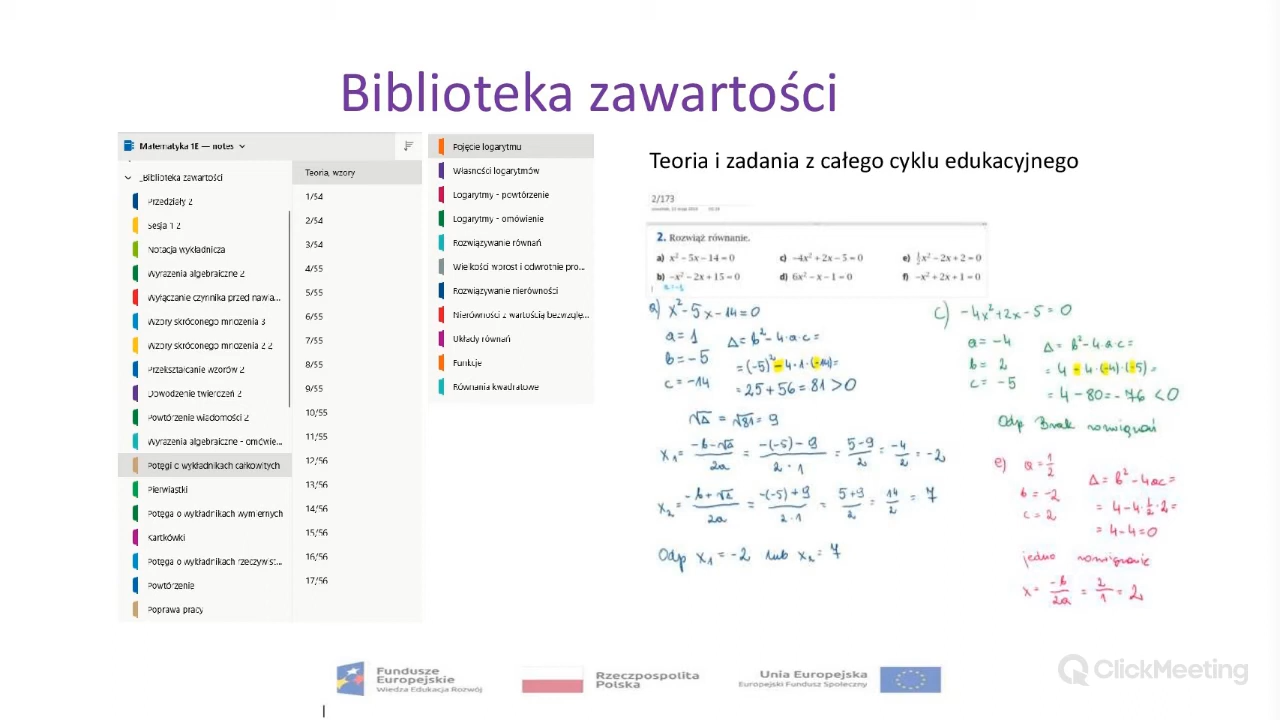 Biblioteka zawartości
Matematyka 1E — notes
_Biblioteka zawartości
Przedziały 2
Sesja 1 2
Notacja wykładnicza
Wyrażenia algebraiczne 2
Wyłączanie czynnika przed nawia...
Wzory skróconego mnożenia 3
Wzory skróconego mnożenia 2 2
Przekształcanie wzorów 2
Dowodzenie twierdzeń 2
Powtórzenie wiadomości 2
Wyrażenia algebraiczne - omówie...
Potęgi o wykładnikach całkowitych
Pierwiastki
Potęga o wykładnikach wymiernych
Kartkówki
Potęga o wykładnikach rzeczywist...
Powtórzenie
Poprawa pracy
Teoria, wzory
1/54
2/54
3/54
4/55
5/55
6/55
7/55
8/55
9/55
10/55
11/55
12/56
13/56
14/56
15/56
16/56
17/56
Pojęcie logarytmu
Własności logarytmów
Logarytmy - powtórzenie
Logarytmy - omówienie
Rozwiązywanie równań
Wielkości wprost i odwrotnie pro...
Rozwiązywanie nierówności
Nierówności z wartością bezwzglę...
Układy równań
Funkcje
Równania kwadratowe
Teoria i zadania z całego cyklu edukacyjnego
2/173
2. Rozwiąż równanie.
a) x² − 5x − 14 = 0 c) −4x² + 2x − 5 = 0 e) ½x² − 2x + 2 = 0
b) −x² − 2x + 15 = 0 d) 6x² − x − 1 = 0 f) −x² + 2x + 1 = 0
a) x² − 5x − 14 = 0
a = 1 Δ = b² − 4·a·c =
b = −5 = (−5)² − 4·1·(−14) =
c = −14 = 25 + 56 = 81 > 0
√Δ = √81 = 9
x₁ = (−b−√Δ)/2a = (−(−5)−9)/(2·1) = (5−9)/2 = −4/2 = −2
x₂ = (−b+√Δ)/2a = (−(−5)+9)/(2·1) = (5+9)/2 = 14/2 = 7
Odp x₁ = −2 lub x₂ = 7
c) −4x² + 2x − 5 = 0
a = −4 Δ = b² − 4·a·c =
b = 2 = 4 − 4·(−4)·(−5) =
c = −5 = 4 − 80 = −76 < 0
Odp Brak rozwiązań
e) a = ½ Δ = b² − 4ac =
b = −2 = 4 − 4·½·2 =
c = 2 = 4 − 4 = 0
jedno rozwiązanie
x = −b/2a = 2/1 = 2
Fundusze
Europejskie
Wiedza Edukacja Rozwój
Rzeczpospolita
Polska
Unia Europejska
Europejski Fundusz Społeczny
ClickMeeting